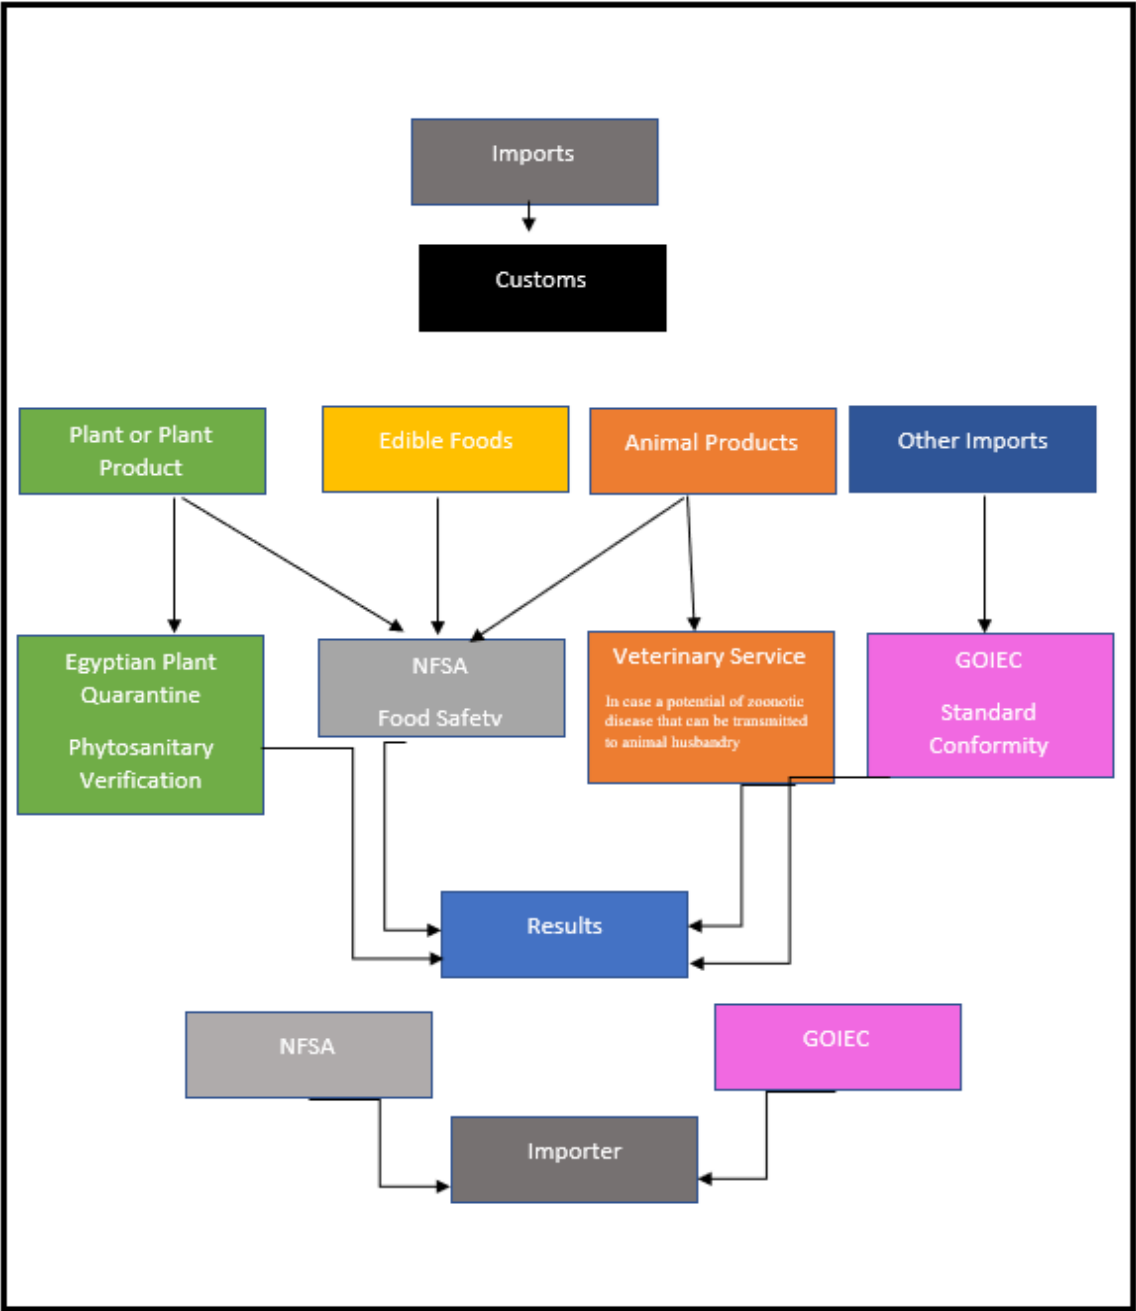 Imports
Customs
Plant or Plant
Product
Edible Foods
Animal Products
Other Imports
Egyptian Plant
Quarantine
Phytosanitary
Verification
NFSA
Food Safety
Veterinary Service
In case a potential of zoonotic
disease that can be transmitted
to animal husbandry
GOIEC
Standard
Conformity
Results
NFSA
GOIEC
Importer